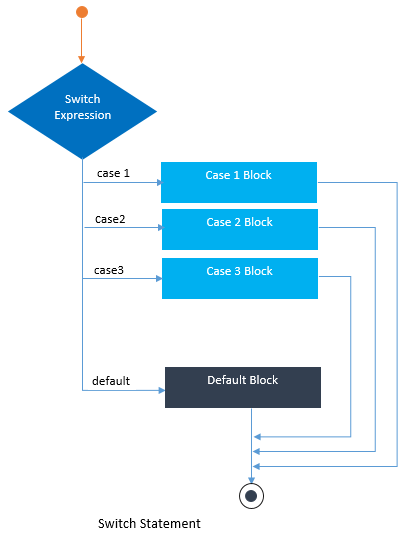 Switch
Expression
case 1
Case 1 Block
case2
Case 2 Block
case3
Case 3 Block
default
Default Block
Switch Statement